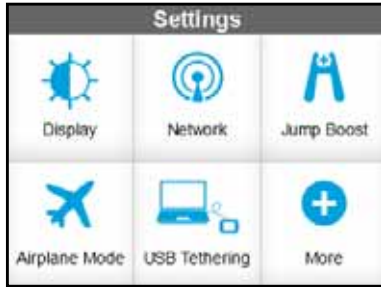 Settings
Display
Network
Jump Boost
Airplane Mode
USB Tethering
More